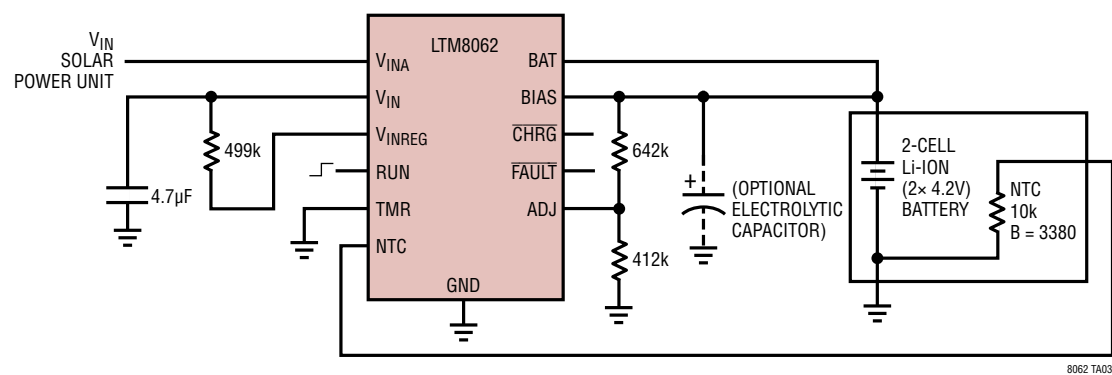 VIN
SOLAR
POWER UNIT
LTM8062
VINA
VIN
VINREG
RUN
TMR
NTC
GND
BAT
BIAS
CHRG
FAULT
ADJ
499k
4.7µF
642k
412k
+
(OPTIONAL
ELECTROLYTIC
CAPACITOR)
2-CELL
Li-ION
(2× 4.2V)
BATTERY
NTC
10k
B = 3380
8062 TA03